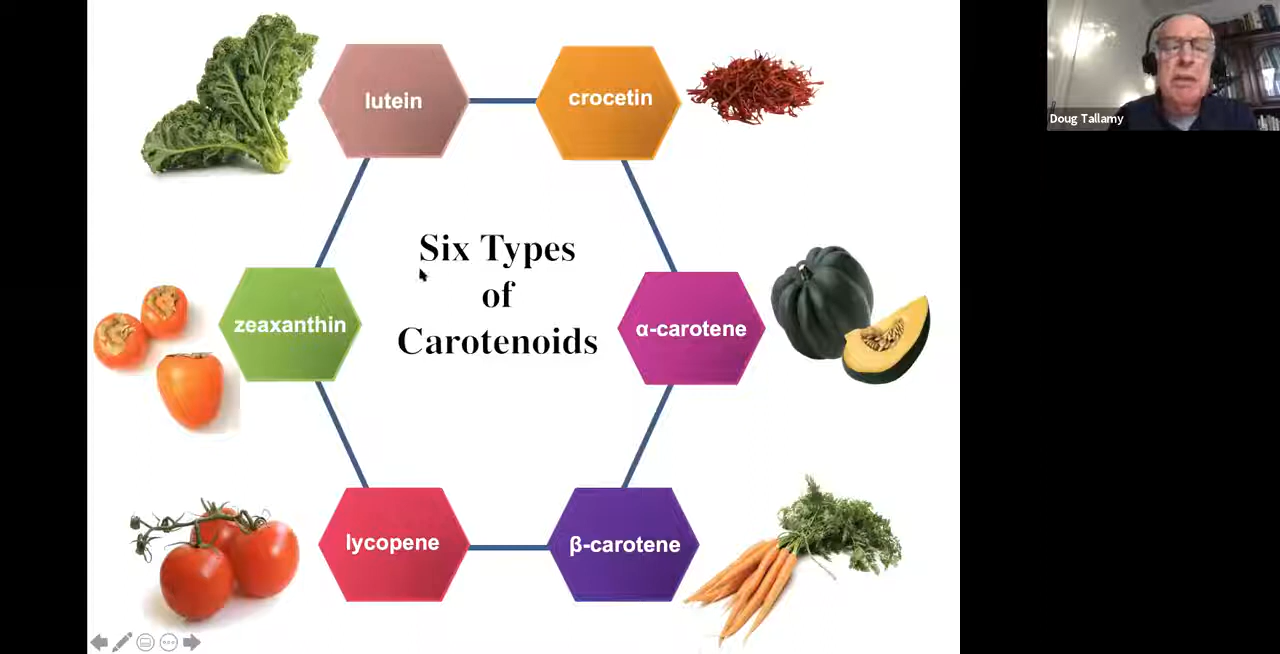 lutein
crocetin
Doug Tallamy
Six Types
of
Carotenoids
zeaxanthin
α-carotene
lycopene
β-carotene